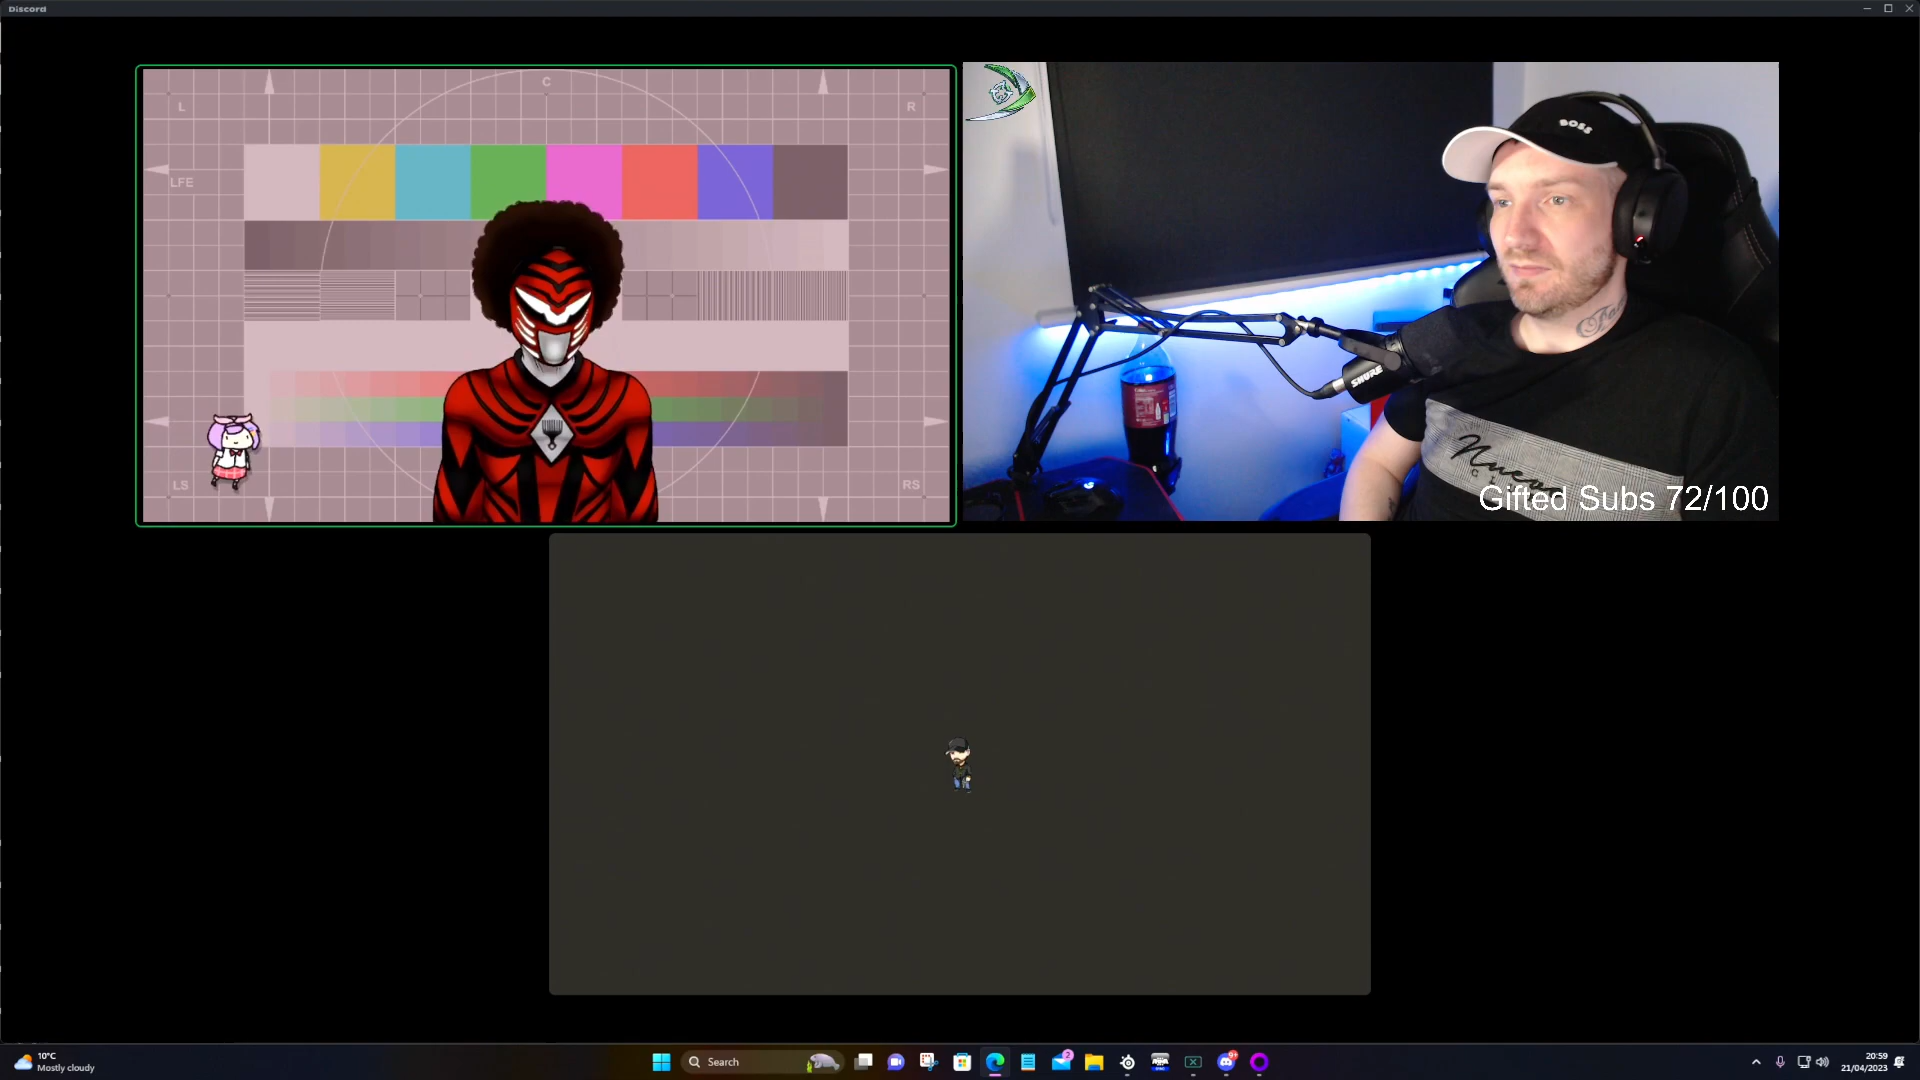 Discord
C
L
R
LFE
LS
RS
BOSS
SHURE
Gifted Subs 72/100
10°C
Mostly cloudy
Search
2
20:59
21/04/2023